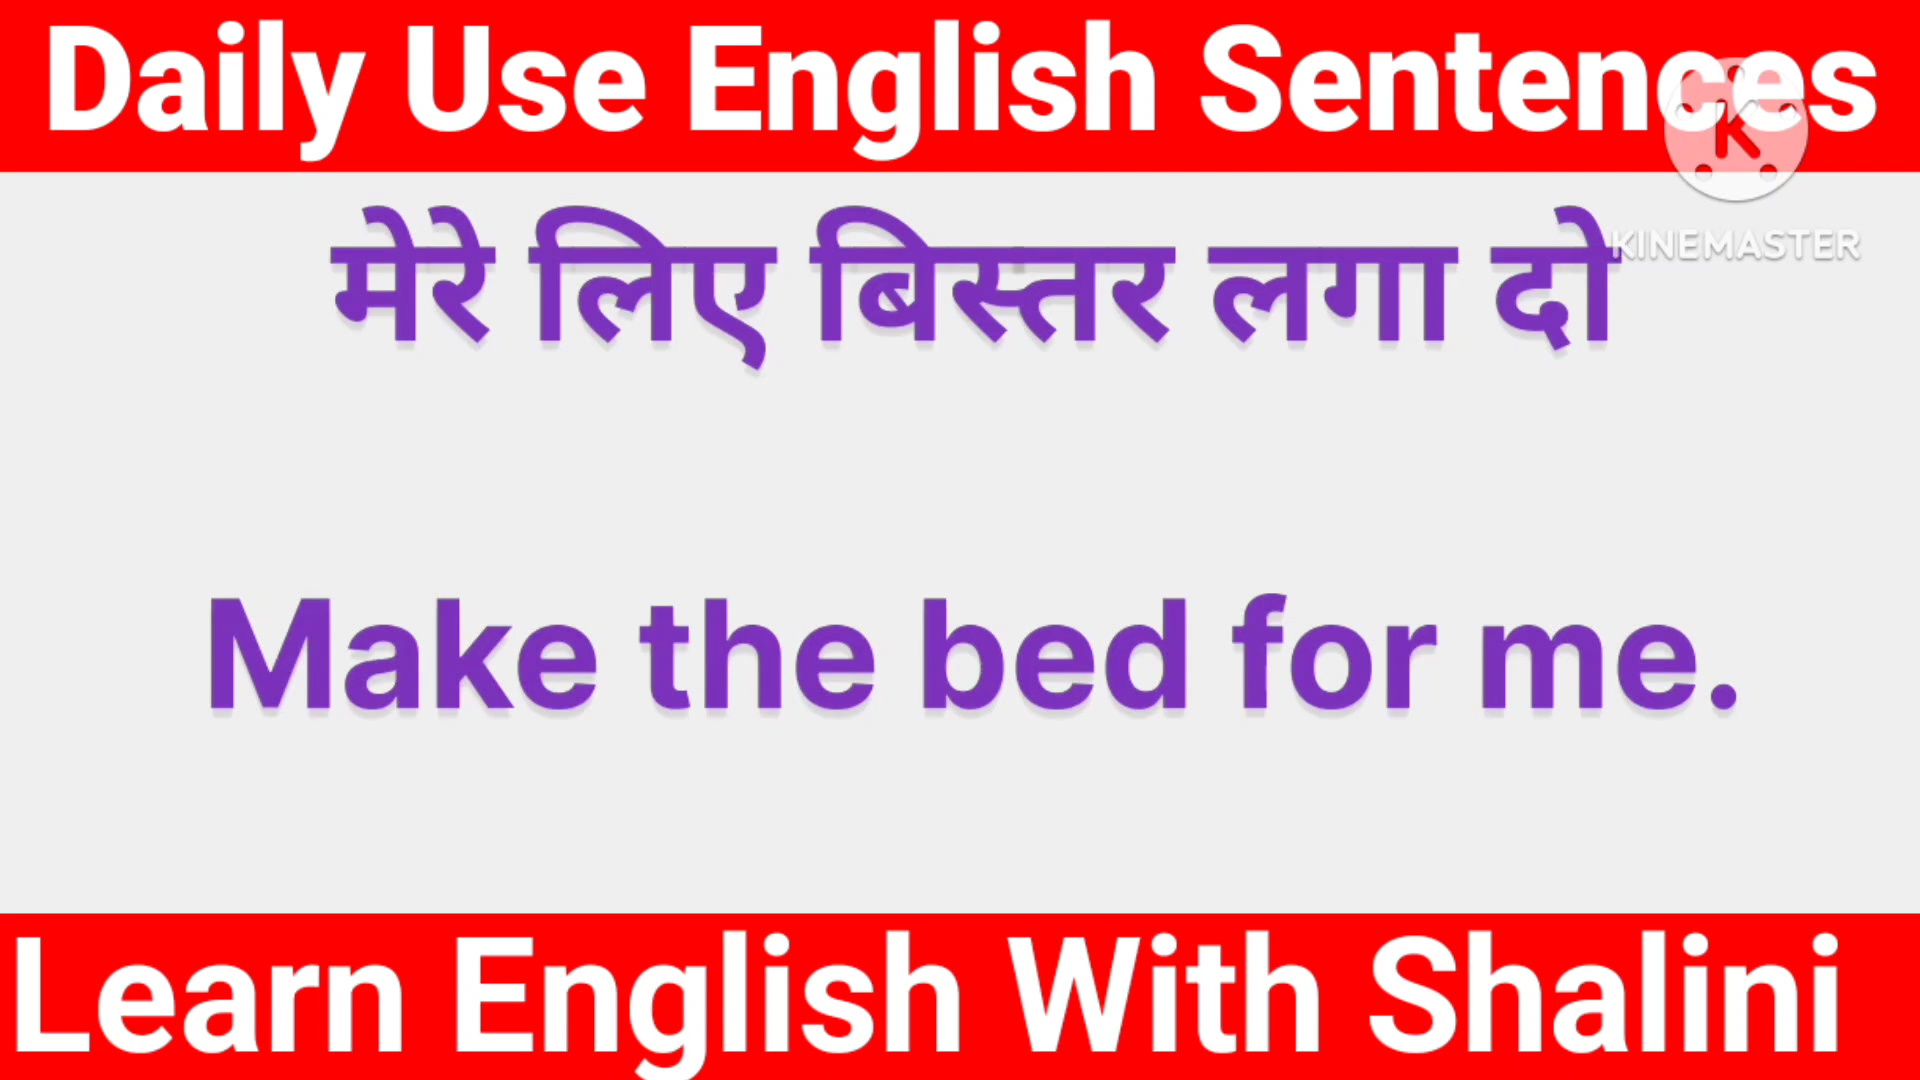 Daily Use English Sentences
K
KINEMASTER
मेरे लिए बिस्तर लगा दो
Make the bed for me.
Learn English With Shalini